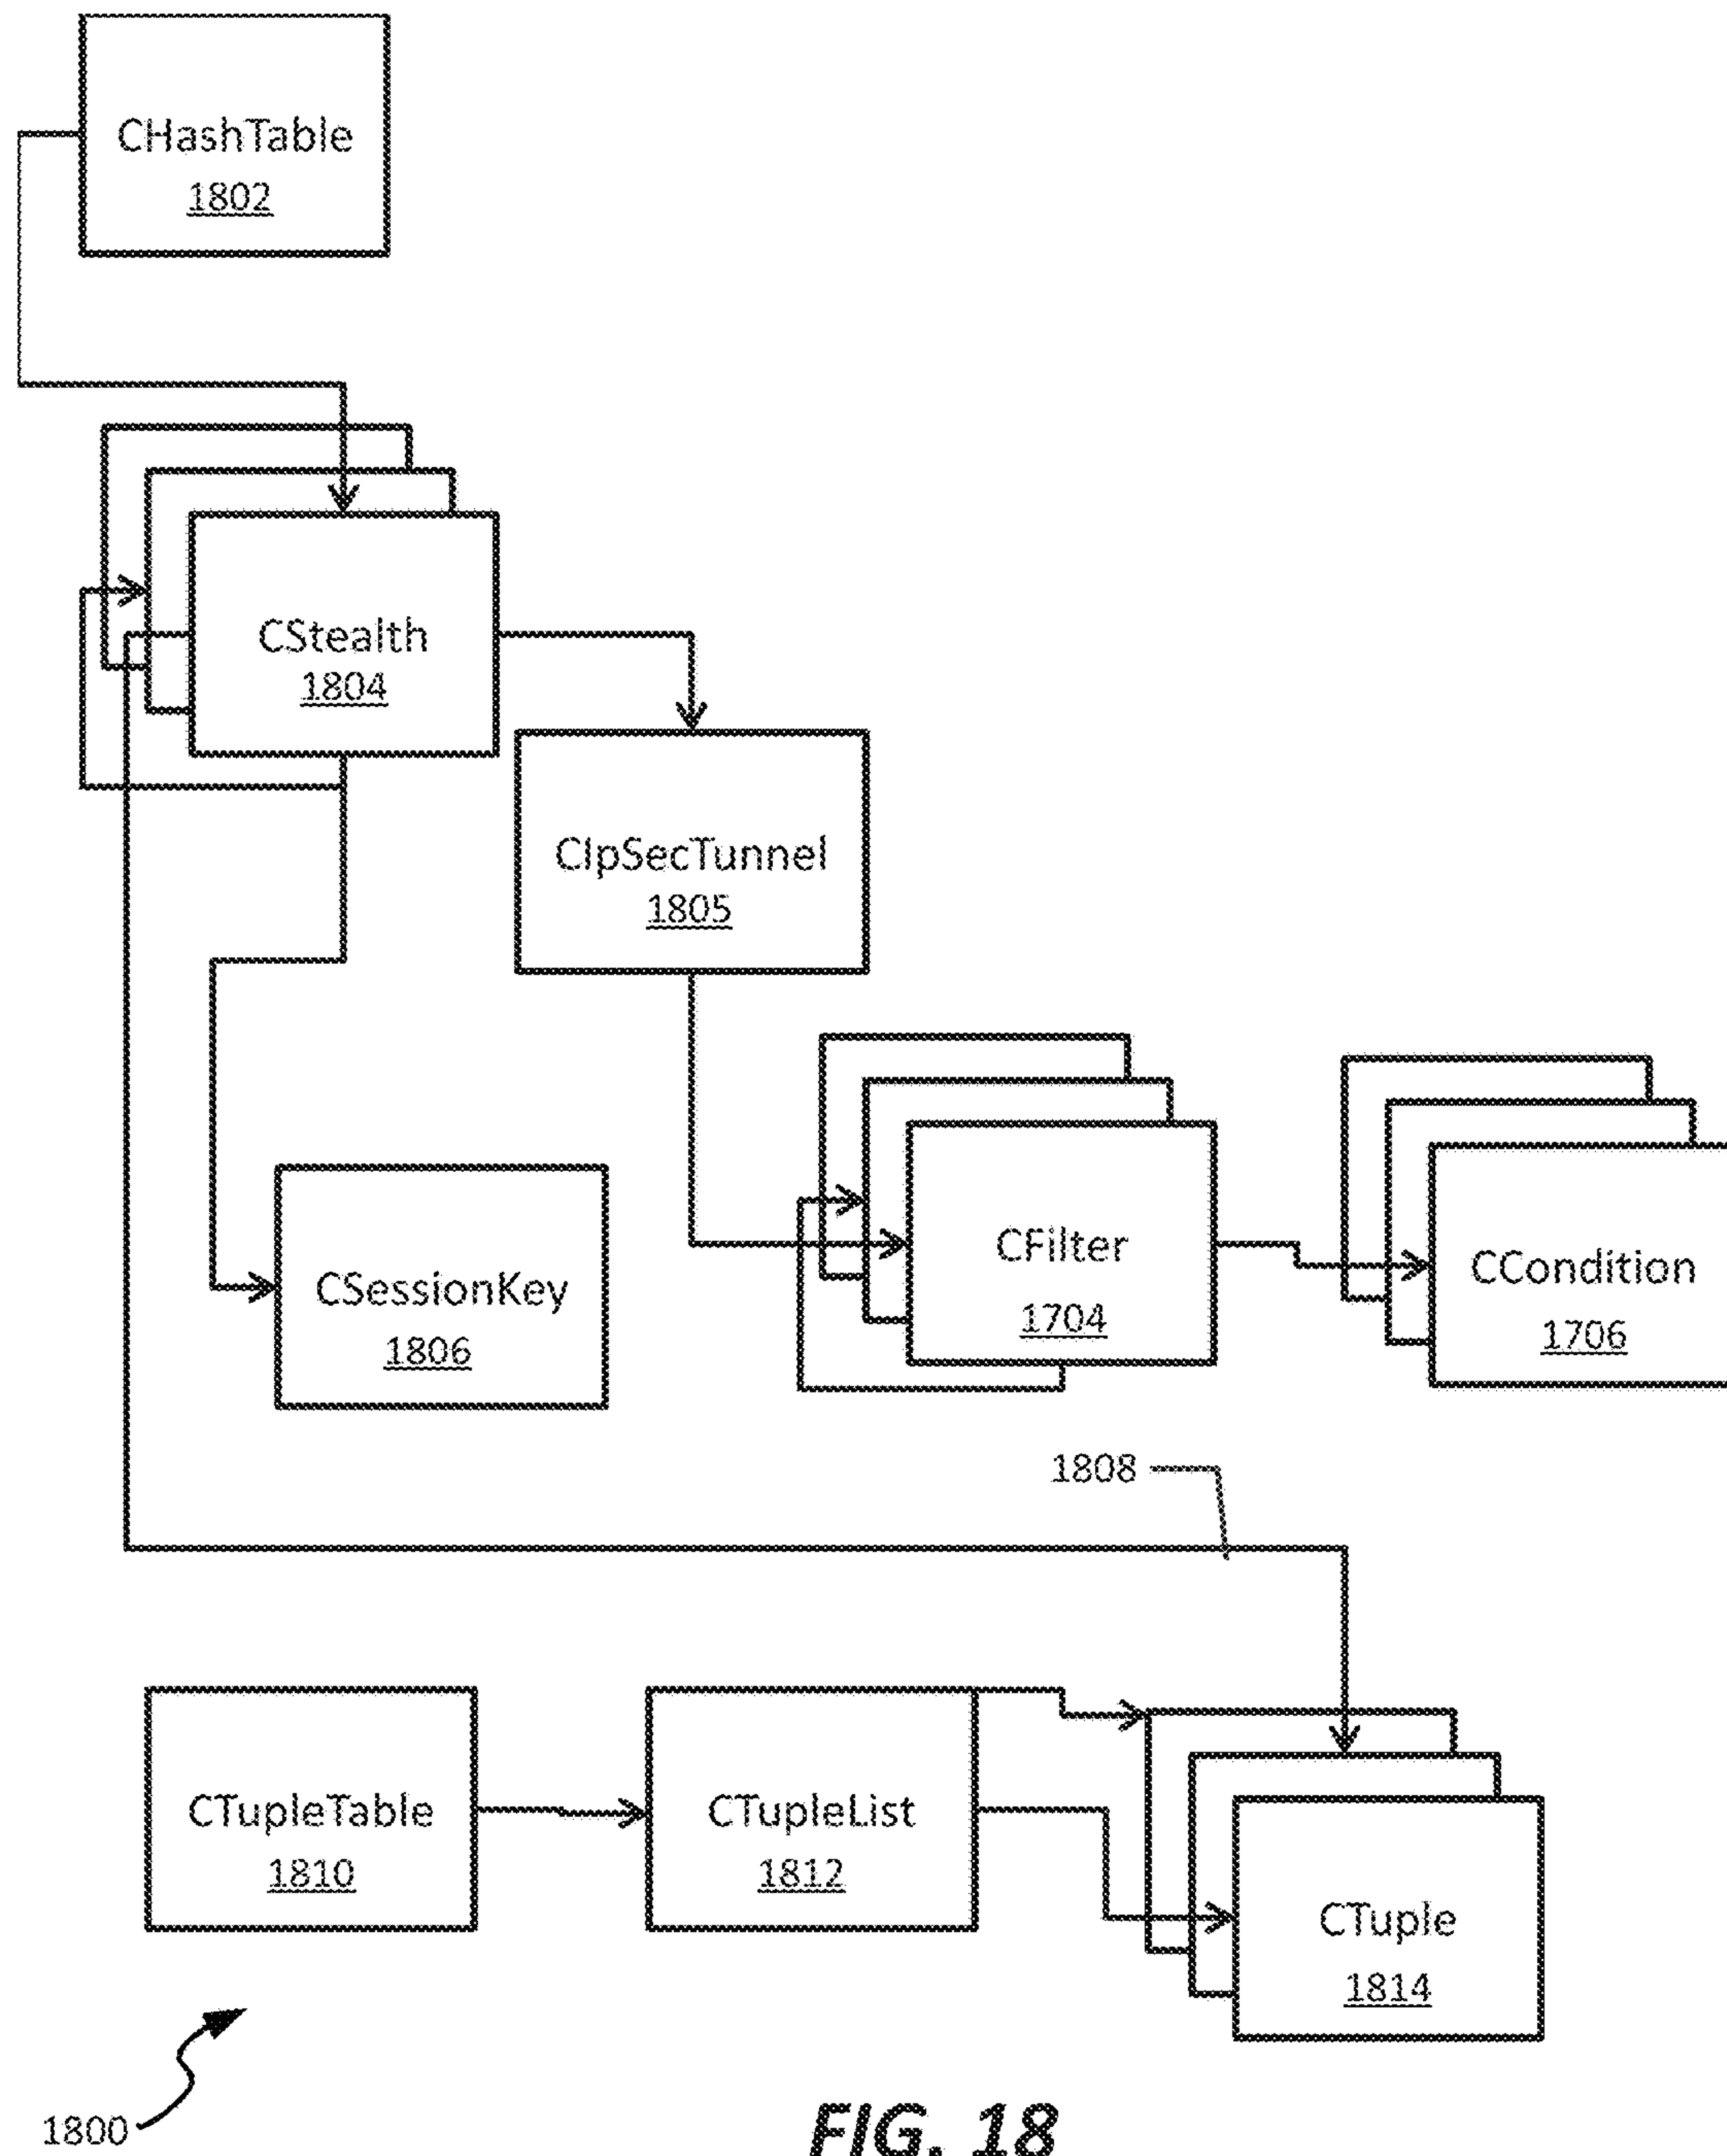 CHashTable
1802
CStealth
1804
CIpSecTunnel
1805
CFilter
1704
CCondition
1706
CSessionKey
1806
1808
CTupleTable
1810
CTupleList
1812
CTuple
1814
1800
FIG. 18